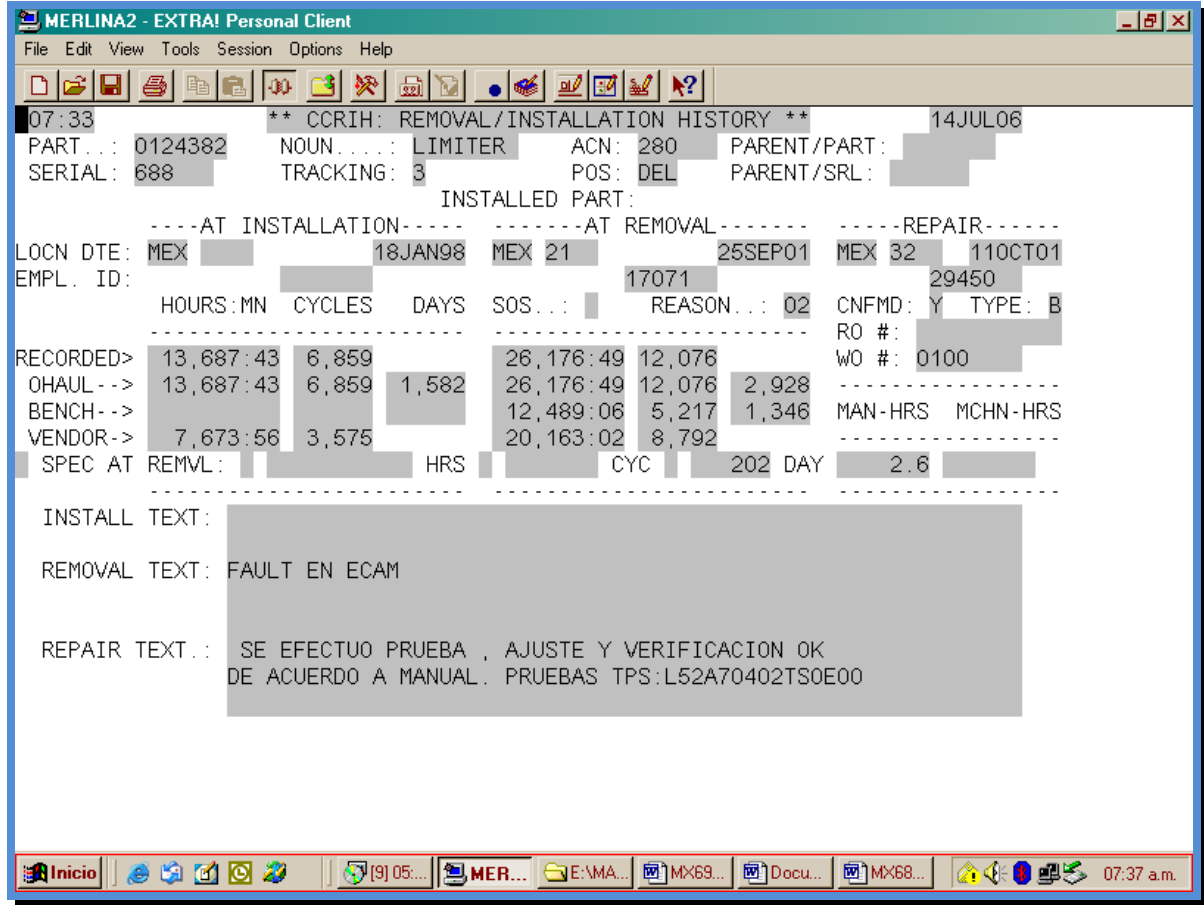 MERLINA2 - EXTRA! Personal Client
File Edit View Tools Session Options Help
07:33 ** CCRIH: REMOVAL/INSTALLATION HISTORY ** 14JUL06
PART..: 0124382 NOUN....: LIMITER ACN: 280 PARENT/PART:
SERIAL: 688 TRACKING: 3 POS: DEL PARENT/SRL:
INSTALLED PART:
----AT INSTALLATION----- -------AT REMOVAL------- -----REPAIR------
LOCN DTE: MEX 18JAN98 MEX 21 25SEP01 MEX 32 11OCT01
EMPL. ID: 17071 29450
HOURS:MN CYCLES DAYS SOS..: REASON..: 02 CNFMD: Y TYPE: B
------------------------ ------------------------ RO #:
RECORDED> 13,687:43 6,859 26,176:49 12,076 WO #: 0100
OHAUL--> 13,687:43 6,859 1,582 26,176:49 12,076 2,928 -----------------
BENCH--> 12,489:06 5,217 1,346 MAN-HRS MCHN-HRS
VENDOR-> 7,673:56 3,575 20,163:02 8,792 -----------------
SPEC AT REMVL: HRS CYC 202 DAY 2.6
------------------------ ------------------------ -----------------
INSTALL TEXT:
REMOVAL TEXT: FAULT EN ECAM
REPAIR TEXT.: SE EFECTUO PRUEBA , AJUSTE Y VERIFICACION OK
DE ACUERDO A MANUAL. PRUEBAS TPS:L52A70402TS0E00
Inicio [9] 05:... MER... E:\MA... MX69... Docu... MX68... 07:37 a.m.